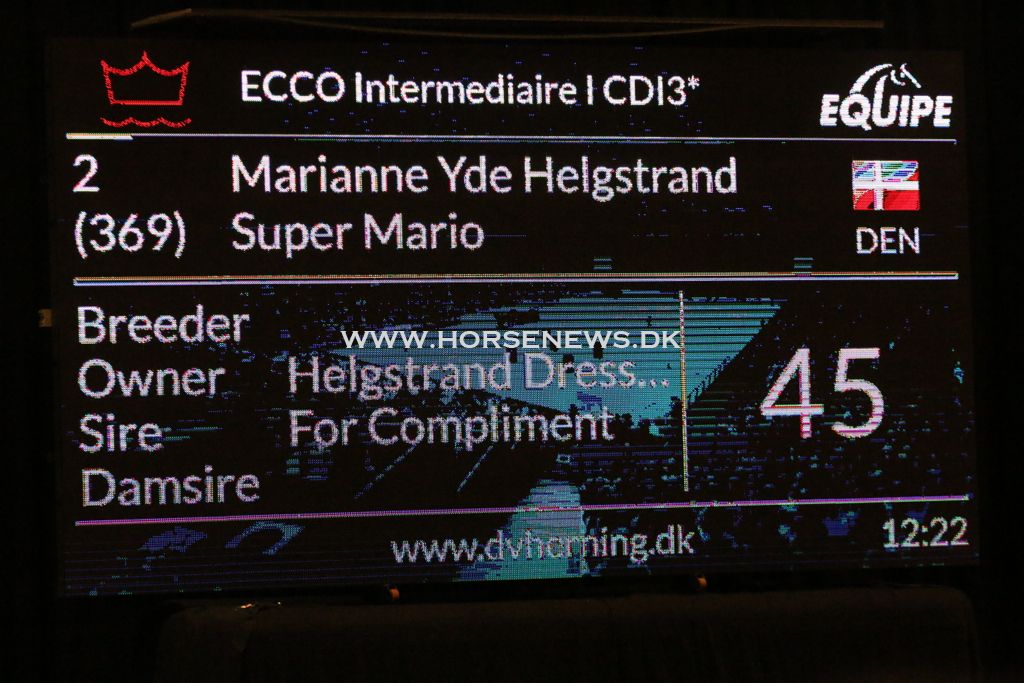 ECCO Intermediaire I CDI3*
EQUIPE
2 Marianne Yde Helgstrand
(369) Super Mario
DEN
Breeder
WWW.HORSENEWS.DK
Owner Helgstrand Dress...
45
Sire For Compliment
Damsire
www.dvhorning.dk
12:22